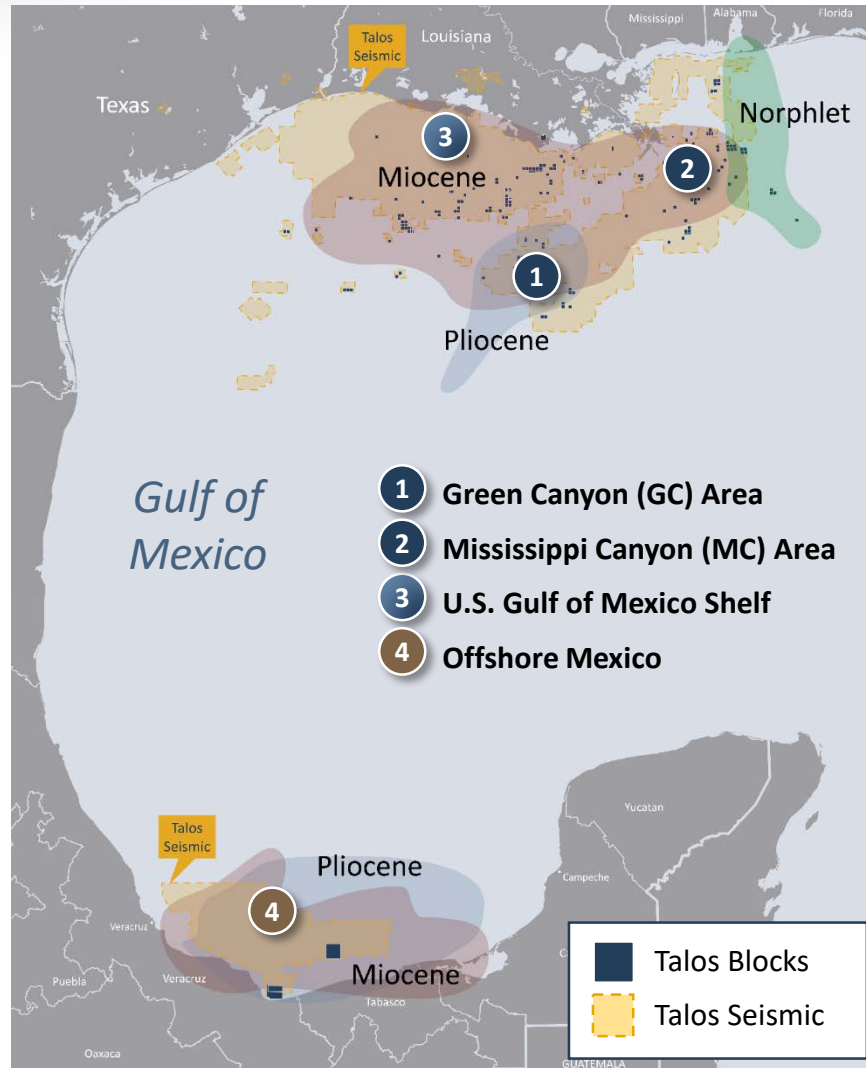 Mississippi
Alabama
Florida
Talos
Seismic
Louisiana
Texas
Norphlet
3
Miocene
2
1
Pliocene
Gulf of
Mexico
1 Green Canyon (GC) Area
2 Mississippi Canyon (MC) Area
3 U.S. Gulf of Mexico Shelf
4 Offshore Mexico
Yucatan
Talos
Seismic
Pliocene
Campeche
4
Veracruz
Miocene
Puebla
Veracruz
Tabasco
Oaxaca
Talos Blocks
Talos Seismic
GUATEMALA